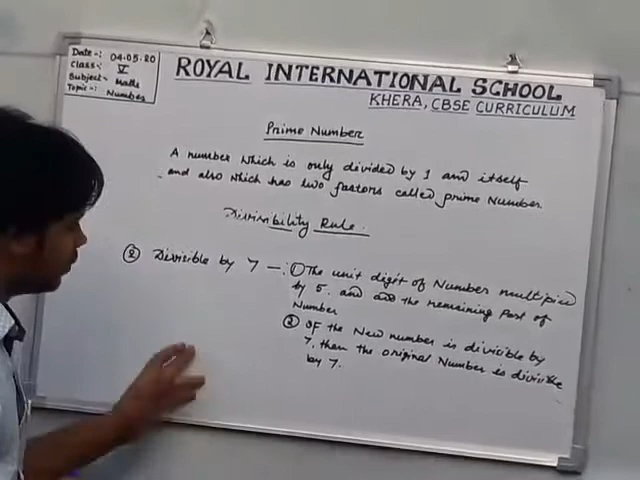 Date-: 04.05.20
Class-: V
Subject-: Maths
Topic-: Number
ROYAL INTERNATIONAL SCHOOL
KHERA, CBSE CURRICULUM
Prime Number
A number which is only divided by 1 and itself
and also which has two factors called prime Number.
Divisibility Rule.
② Divisible by 7 -: ① The unit digit of Number multipied
by 5. and add the remaining Part of
Number
② If the New number is divisible by
7, then the original Number is divisible
by 7.